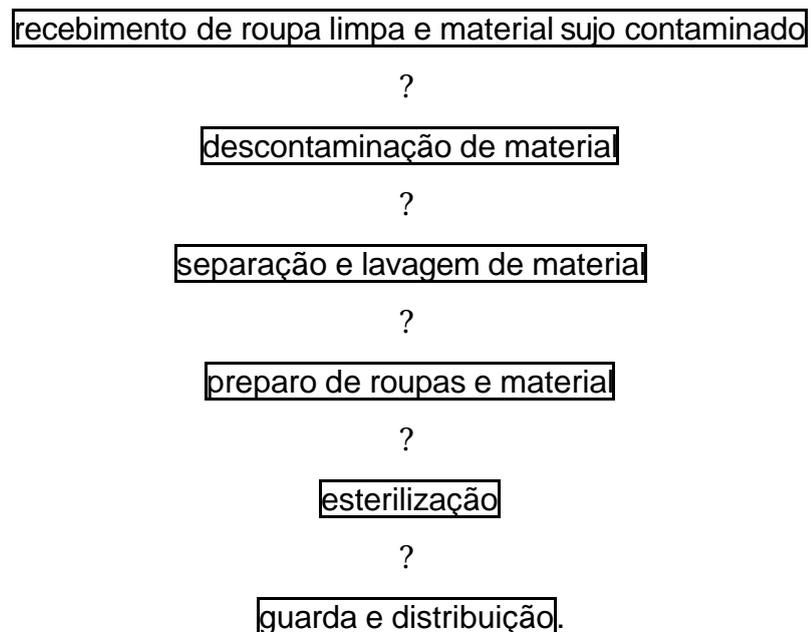 recebimento de roupa limpa e material sujo contaminado
?
descontaminação de material
?
separação e lavagem de material
?
preparo de roupas e material
?
esterilização
?
guarda e distribuição.